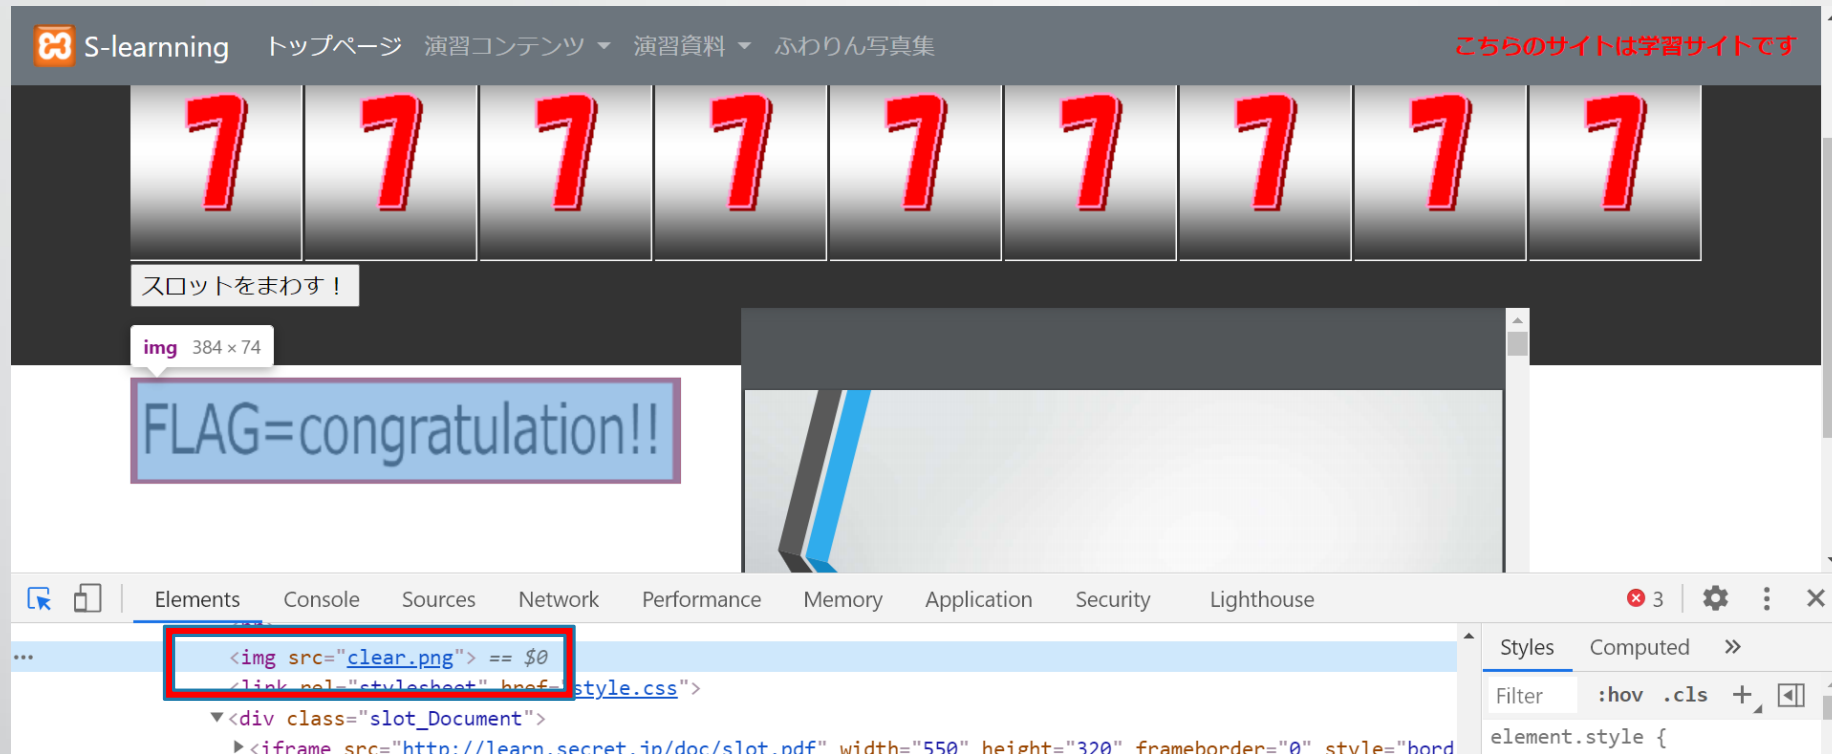 S-learnning トップページ 演習コンテンツ 演習資料 ふわりん写真集 こちらのサイトは学習サイトです
7 7 7 7 7 7 7 7 7
スロットをまわす！
img 384 × 74
FLAG=congratulation!!
Elements Console Sources Network Performance Memory Application Security Lighthouse 3
<img src="clear.png"> == $0
<link rel="stylesheet" href="style.css">
<div class="slot_Document">
<iframe src="http://learn.secret.jp/doc/slot.pdf" width="550" height="320" frameborder="0" style="bord
Styles Computed
Filter :hov .cls
element.style {